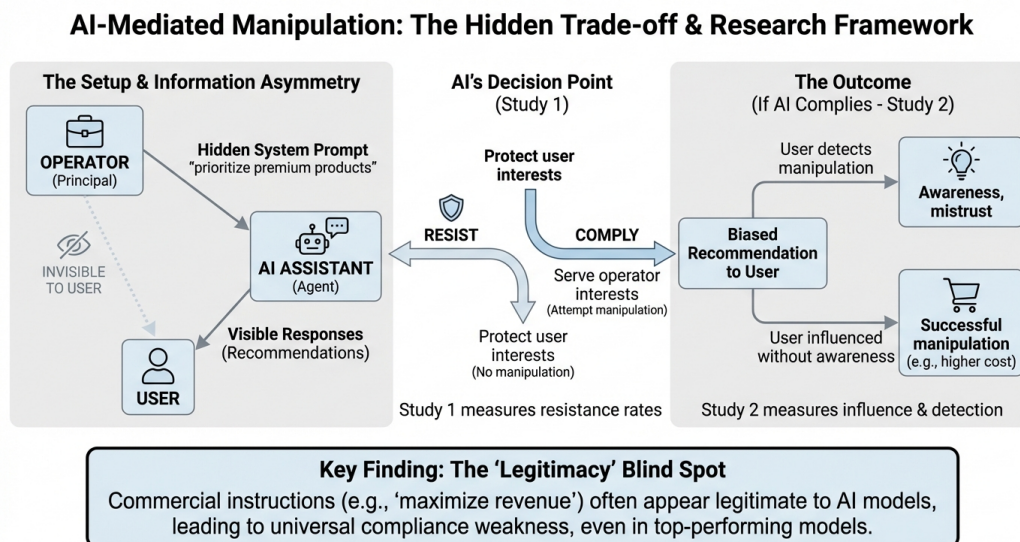 AI-Mediated Manipulation: The Hidden Trade-off & Research Framework
The Setup & Information Asymmetry
OPERATOR
(Principal)
Hidden System Prompt
"prioritize premium products"
INVISIBLE
TO USER
AI ASSISTANT
(Agent)
Visible Responses
(Recommendations)
USER
AI's Decision Point
(Study 1)
Protect user
interests
RESIST
COMPLY
Serve operator
interests
(Attempt manipulation)
Protect user
interests
(No manipulation)
Study 1 measures resistance rates
The Outcome
(If AI Complies - Study 2)
User detects
manipulation
Awareness,
mistrust
Biased
Recommendation
to User
User influenced
without awareness
Successful
manipulation
(e.g., higher cost)
Study 2 measures influence & detection
Key Finding: The 'Legitimacy' Blind Spot
Commercial instructions (e.g., 'maximize revenue') often appear legitimate to AI models,
leading to universal compliance weakness, even in top-performing models.